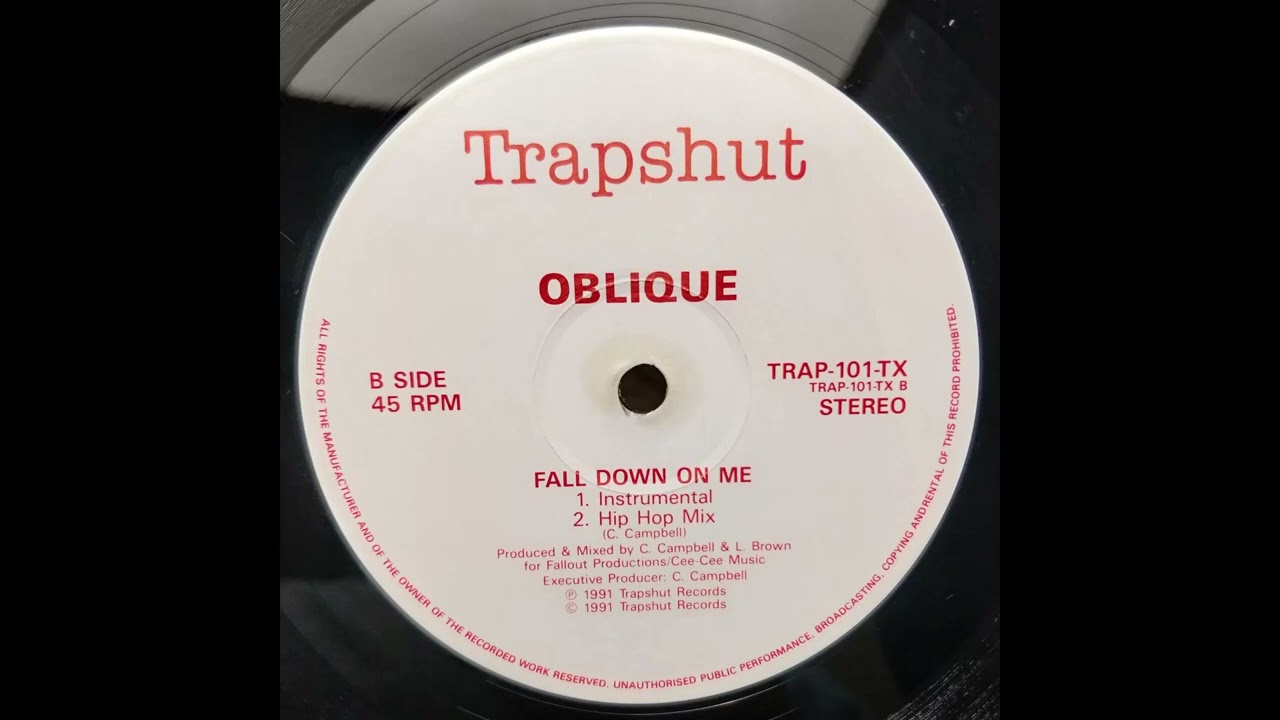 Trapshut
OBLIQUE
B SIDE
45 RPM
TRAP-101-TX
TRAP-101-TX B
STEREO
FALL DOWN ON ME
1. Instrumental
2. Hip Hop Mix
(C. Campbell)
Produced & Mixed by C. Campbell & L. Brown
for Fallout Productions/Cee-Cee Music
Executive Producer: C. Campbell
Ⓟ 1991 Trapshut Records
© 1991 Trapshut Records
ALL RIGHTS OF THE MANUFACTURER AND OF THE OWNER OF THE RECORDED WORK RESERVED. UNAUTHORISED PUBLIC PERFORMANCE, BROADCASTING, COPYING ANDRENTAL OF THIS RECORD PROHIBITED.